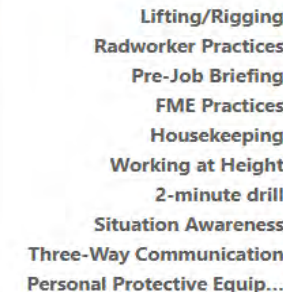 Lifting/Rigging
Radworker Practices
Pre-Job Briefing
FME Practices
Housekeeping
Working at Height
2-minute drill
Situation Awareness
Three-Way Communication
Personal Protective Equip...